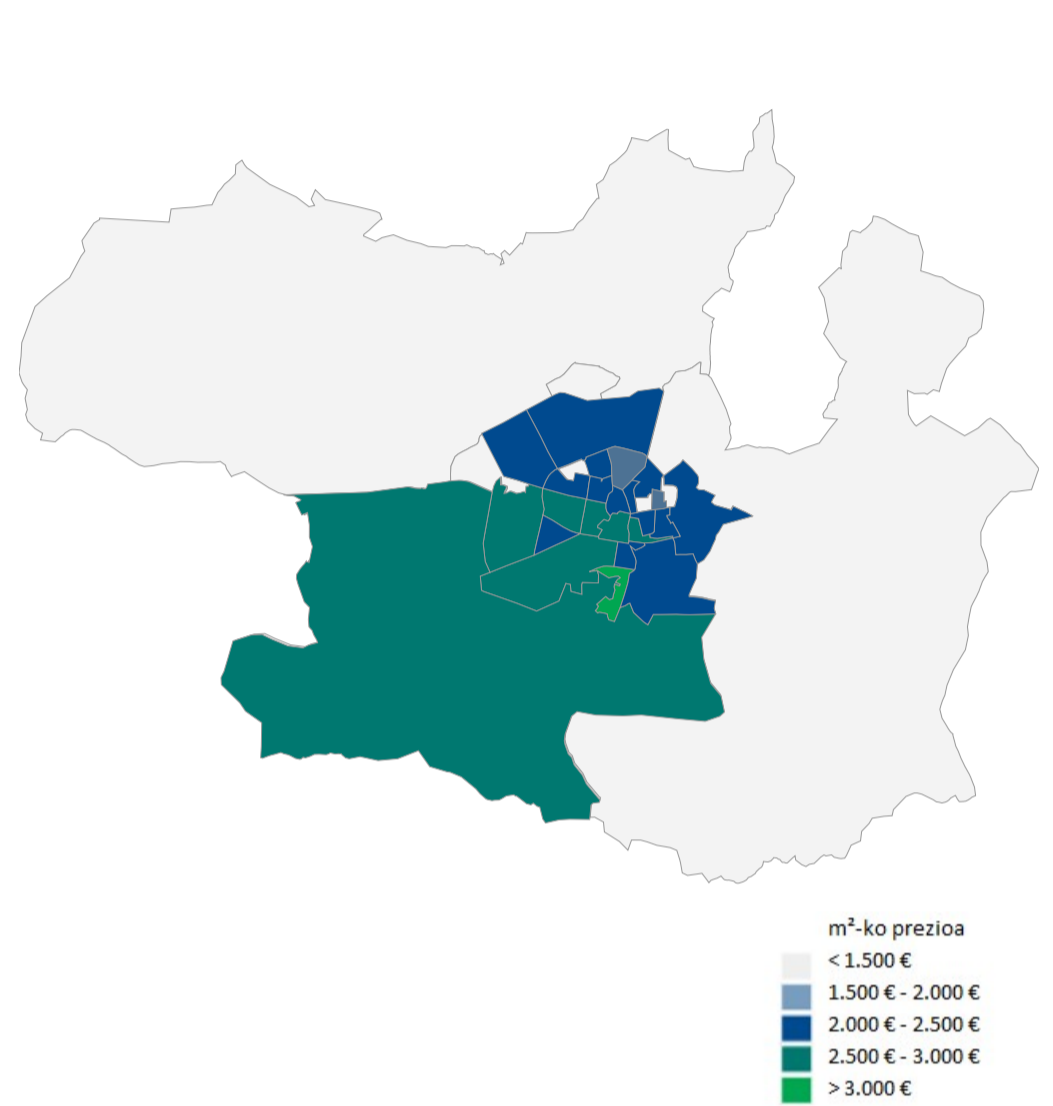 m²-ko prezioa
< 1.500 €
1.500 € - 2.000 €
2.000 € - 2.500 €
2.500 € - 3.000 €
> 3.000 €